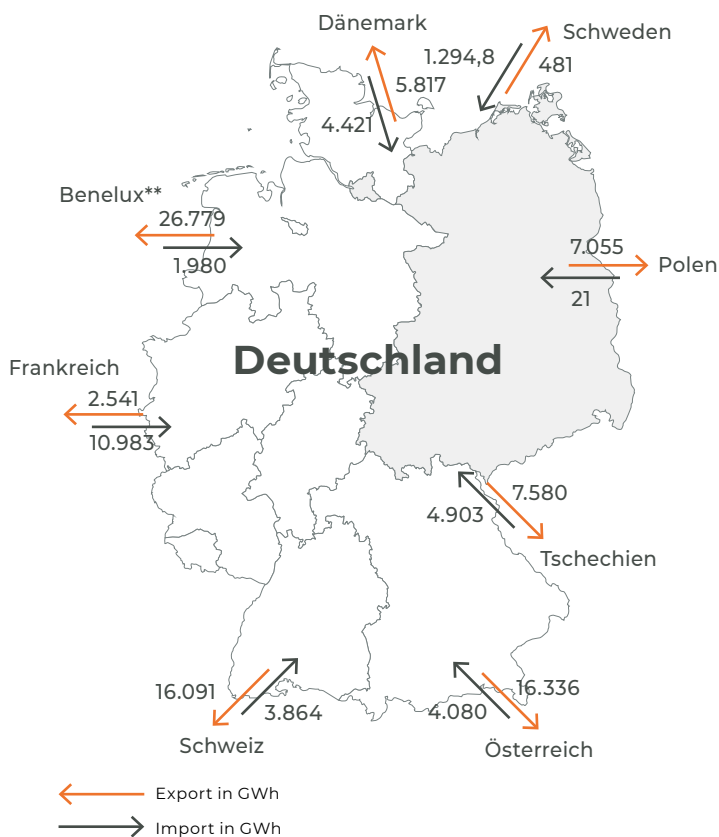 Dänemark
Schweden
1.294,8
481
5.817
4.421
Benelux**
26.779
1.980
7.055
Polen
21
Deutschland
Frankreich
2.541
10.983
7.580
4.903
Tschechien
16.091
3.864
Schweiz
16.336
4.080
Österreich
Export in GWh
Import in GWh